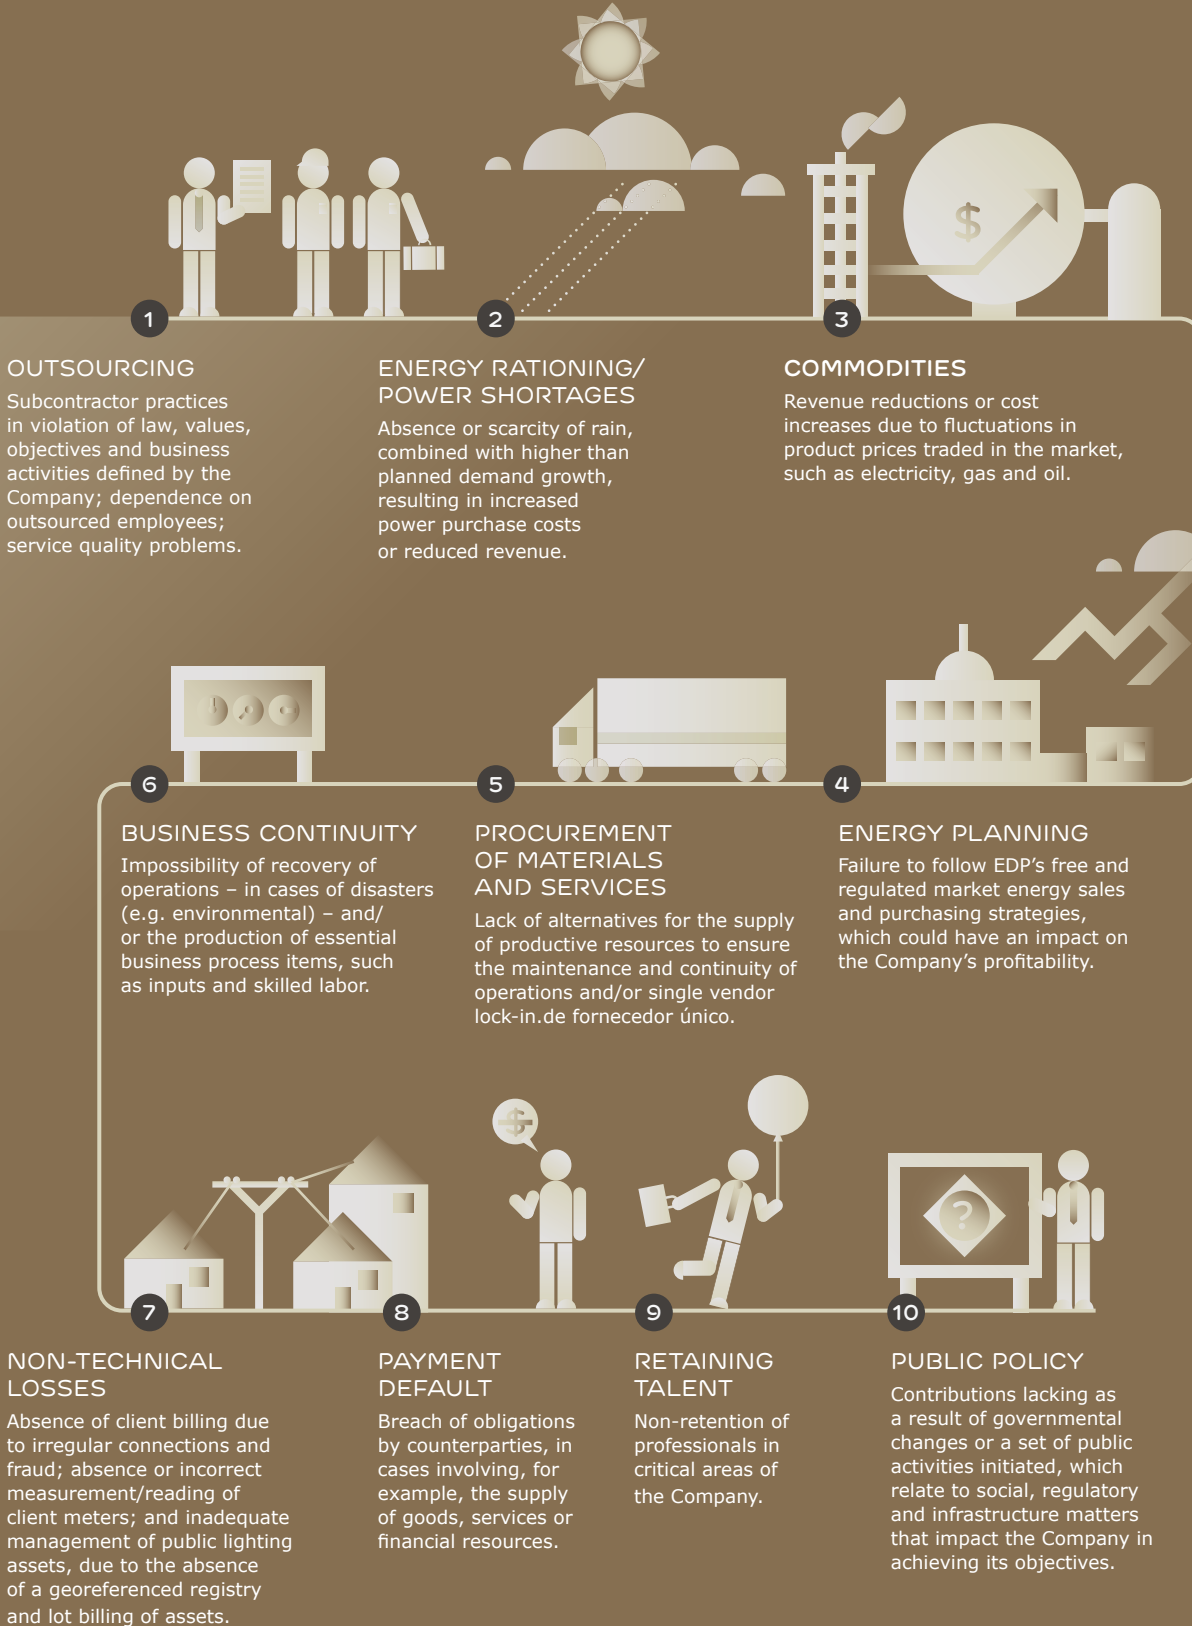 $
1
OUTSOURCING
Subcontractor practices
in violation of law, values,
objectives and business
activities defined by the
Company; dependence on
outsourced employees;
service quality problems.
2
ENERGY RATIONING/
POWER SHORTAGES
Absence or scarcity of rain,
combined with higher than
planned demand growth,
resulting in increased
power purchase costs
or reduced revenue.
3
COMMODITIES
Revenue reductions or cost
increases due to fluctuations in
product prices traded in the market,
such as electricity, gas and oil.
4
ENERGY PLANNING
Failure to follow EDP’s free and
regulated market energy sales
and purchasing strategies,
which could have an impact on
the Company’s profitability.
5
PROCUREMENT
OF MATERIALS
AND SERVICES
Lack of alternatives for the supply
of productive resources to ensure
the maintenance and continuity of
operations and/or single vendor
lock-in.de fornecedor único.
6
BUSINESS CONTINUITY
Impossibility of recovery of
operations – in cases of disasters
(e.g. environmental) – and/
or the production of essential
business process items, such
as inputs and skilled labor.
7
NON-TECHNICAL
LOSSES
Absence of client billing due
to irregular connections and
fraud; absence or incorrect
measurement/reading of
client meters; and inadequate
management of public lighting
assets, due to the absence
of a georeferenced registry
and lot billing of assets.
$
8
PAYMENT
DEFAULT
Breach of obligations
by counterparties, in
cases involving, for
example, the supply
of goods, services or
financial resources.
9
RETAINING
TALENT
Non-retention of
professionals in
critical areas of
the Company.
?
10
PUBLIC POLICY
Contributions lacking as
a result of governmental
changes or a set of public
activities initiated, which
relate to social, regulatory
and infrastructure matters
that impact the Company in
achieving its objectives.